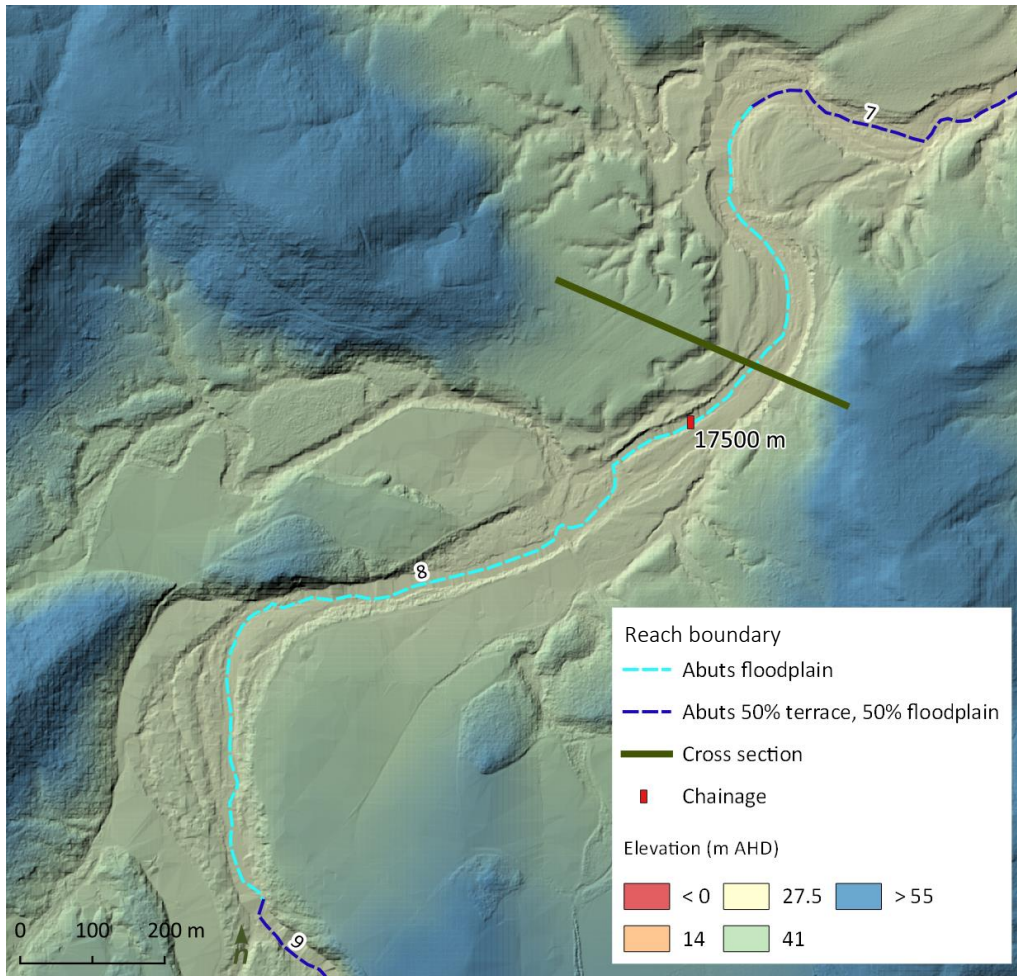 7
17500 m
8
Reach boundary
Abuts floodplain
Abuts 50% terrace, 50% floodplain
Cross section
Chainage
Elevation (m AHD)
< 0 27.5 > 55
14 41
0 100 200 m
n
9